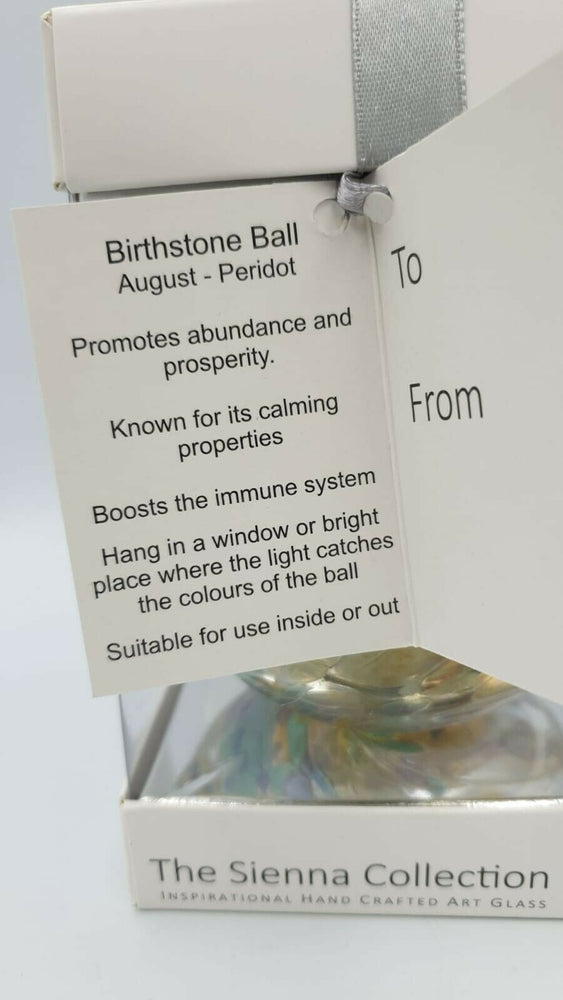 Birthstone Ball
August - Peridot
Promotes abundance and
prosperity.
Known for its calming
properties
Boosts the immune system
Hang in a window or bright
place where the light catches
the colours of the ball
Suitable for use inside or out
To
From
The Sienna Collection
Inspirational Hand Crafted Art Glass